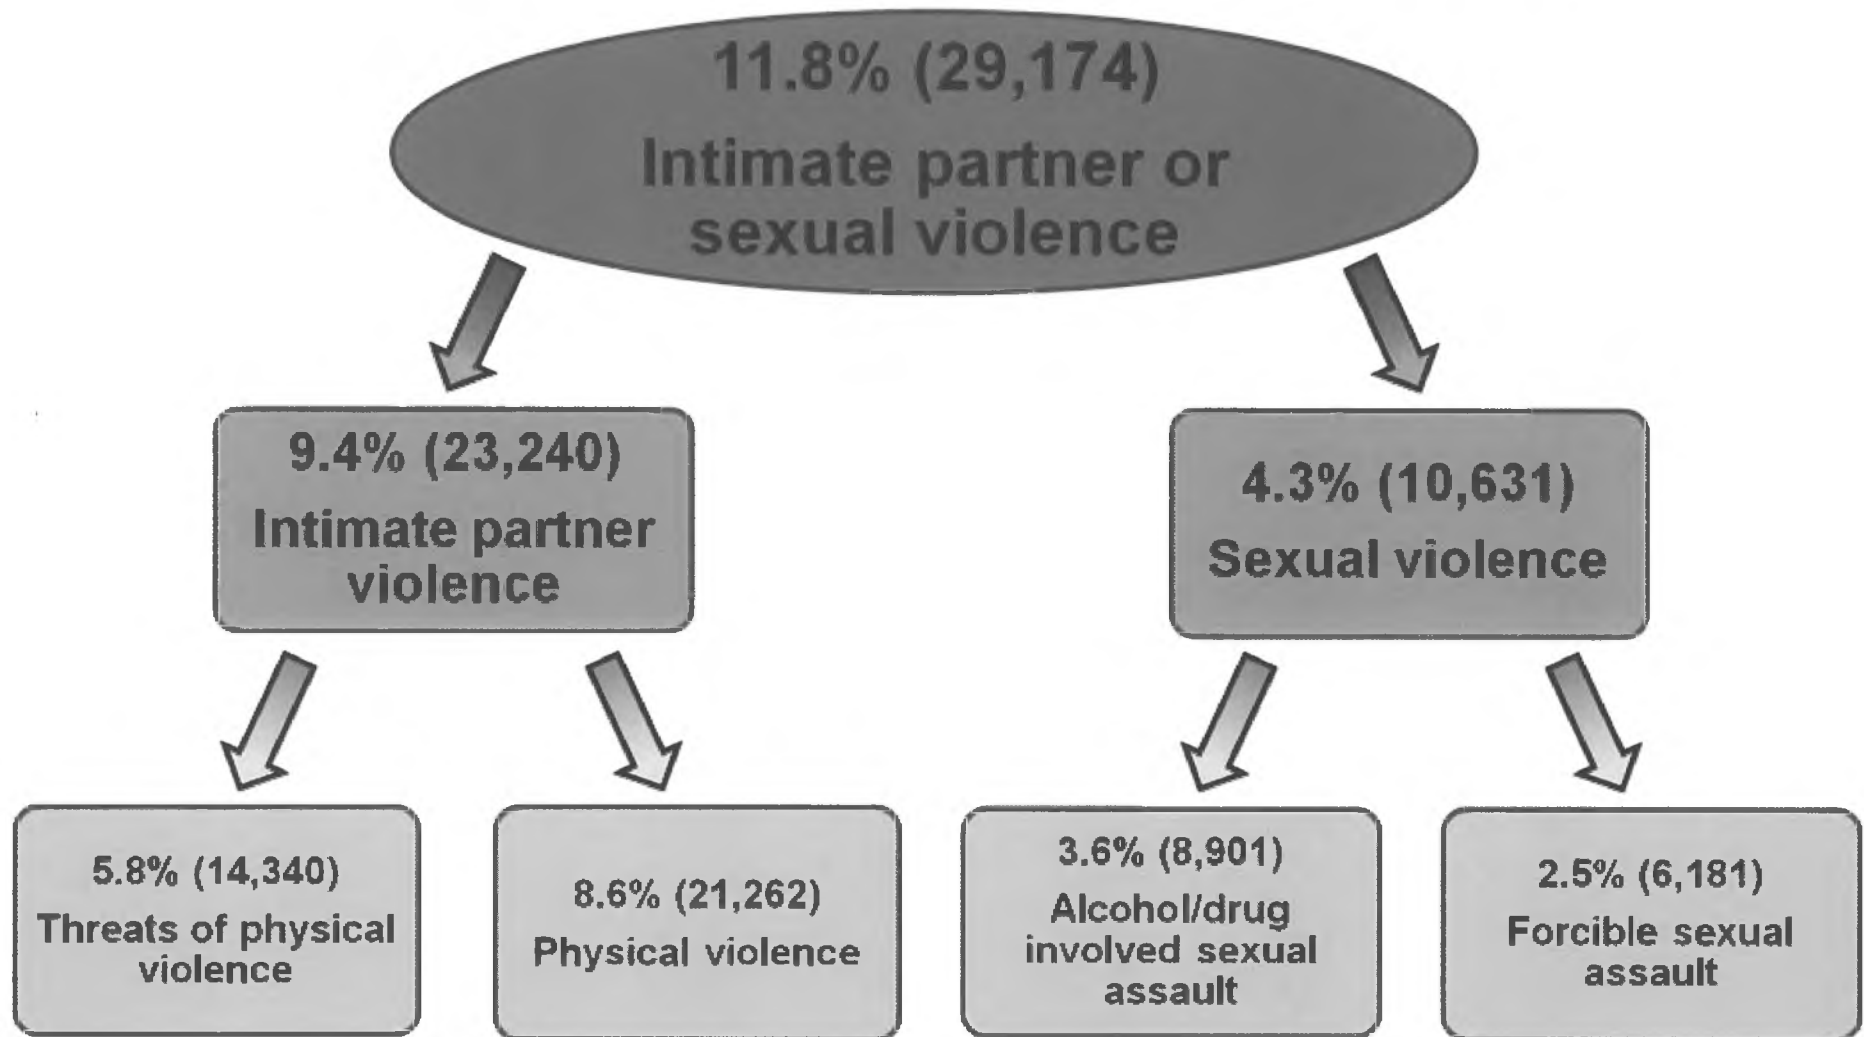 11.8% (29,174)
Intimate partner or
sexual violence
9.4% (23,240)
Intimate partner
violence
4.3% (10,631)
Sexual violence
5.8% (14,340)
Threats of physical
violence
8.6% (21,262)
Physical violence
3.6% (8,901)
Alcohol/drug
involved sexual
assault
2.5% (6,181)
Forcible sexual
assault